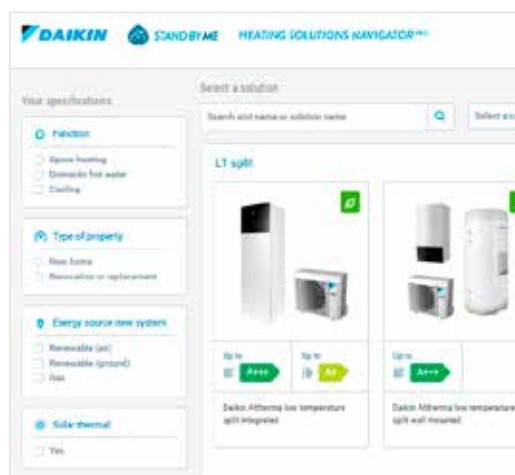 DAIKIN STAND BY ME HEATING SOLUTIONS NAVIGATOR
Your specifications
Function
Space heating
Domestic hot water
Cooling
Type of property
New home
Renovation or replacement
Energy source new system
Renewable (air)
Renewable (ground)
Gas
Solar thermal
Yes
Select a solution
Search unit name or solution name
Select a
LT split
Up to
A+++
Up to
A+
Daikin Altherma low temperature
split integrated
Up to
A+++
Daikin Altherma low temperature
split wall mounted